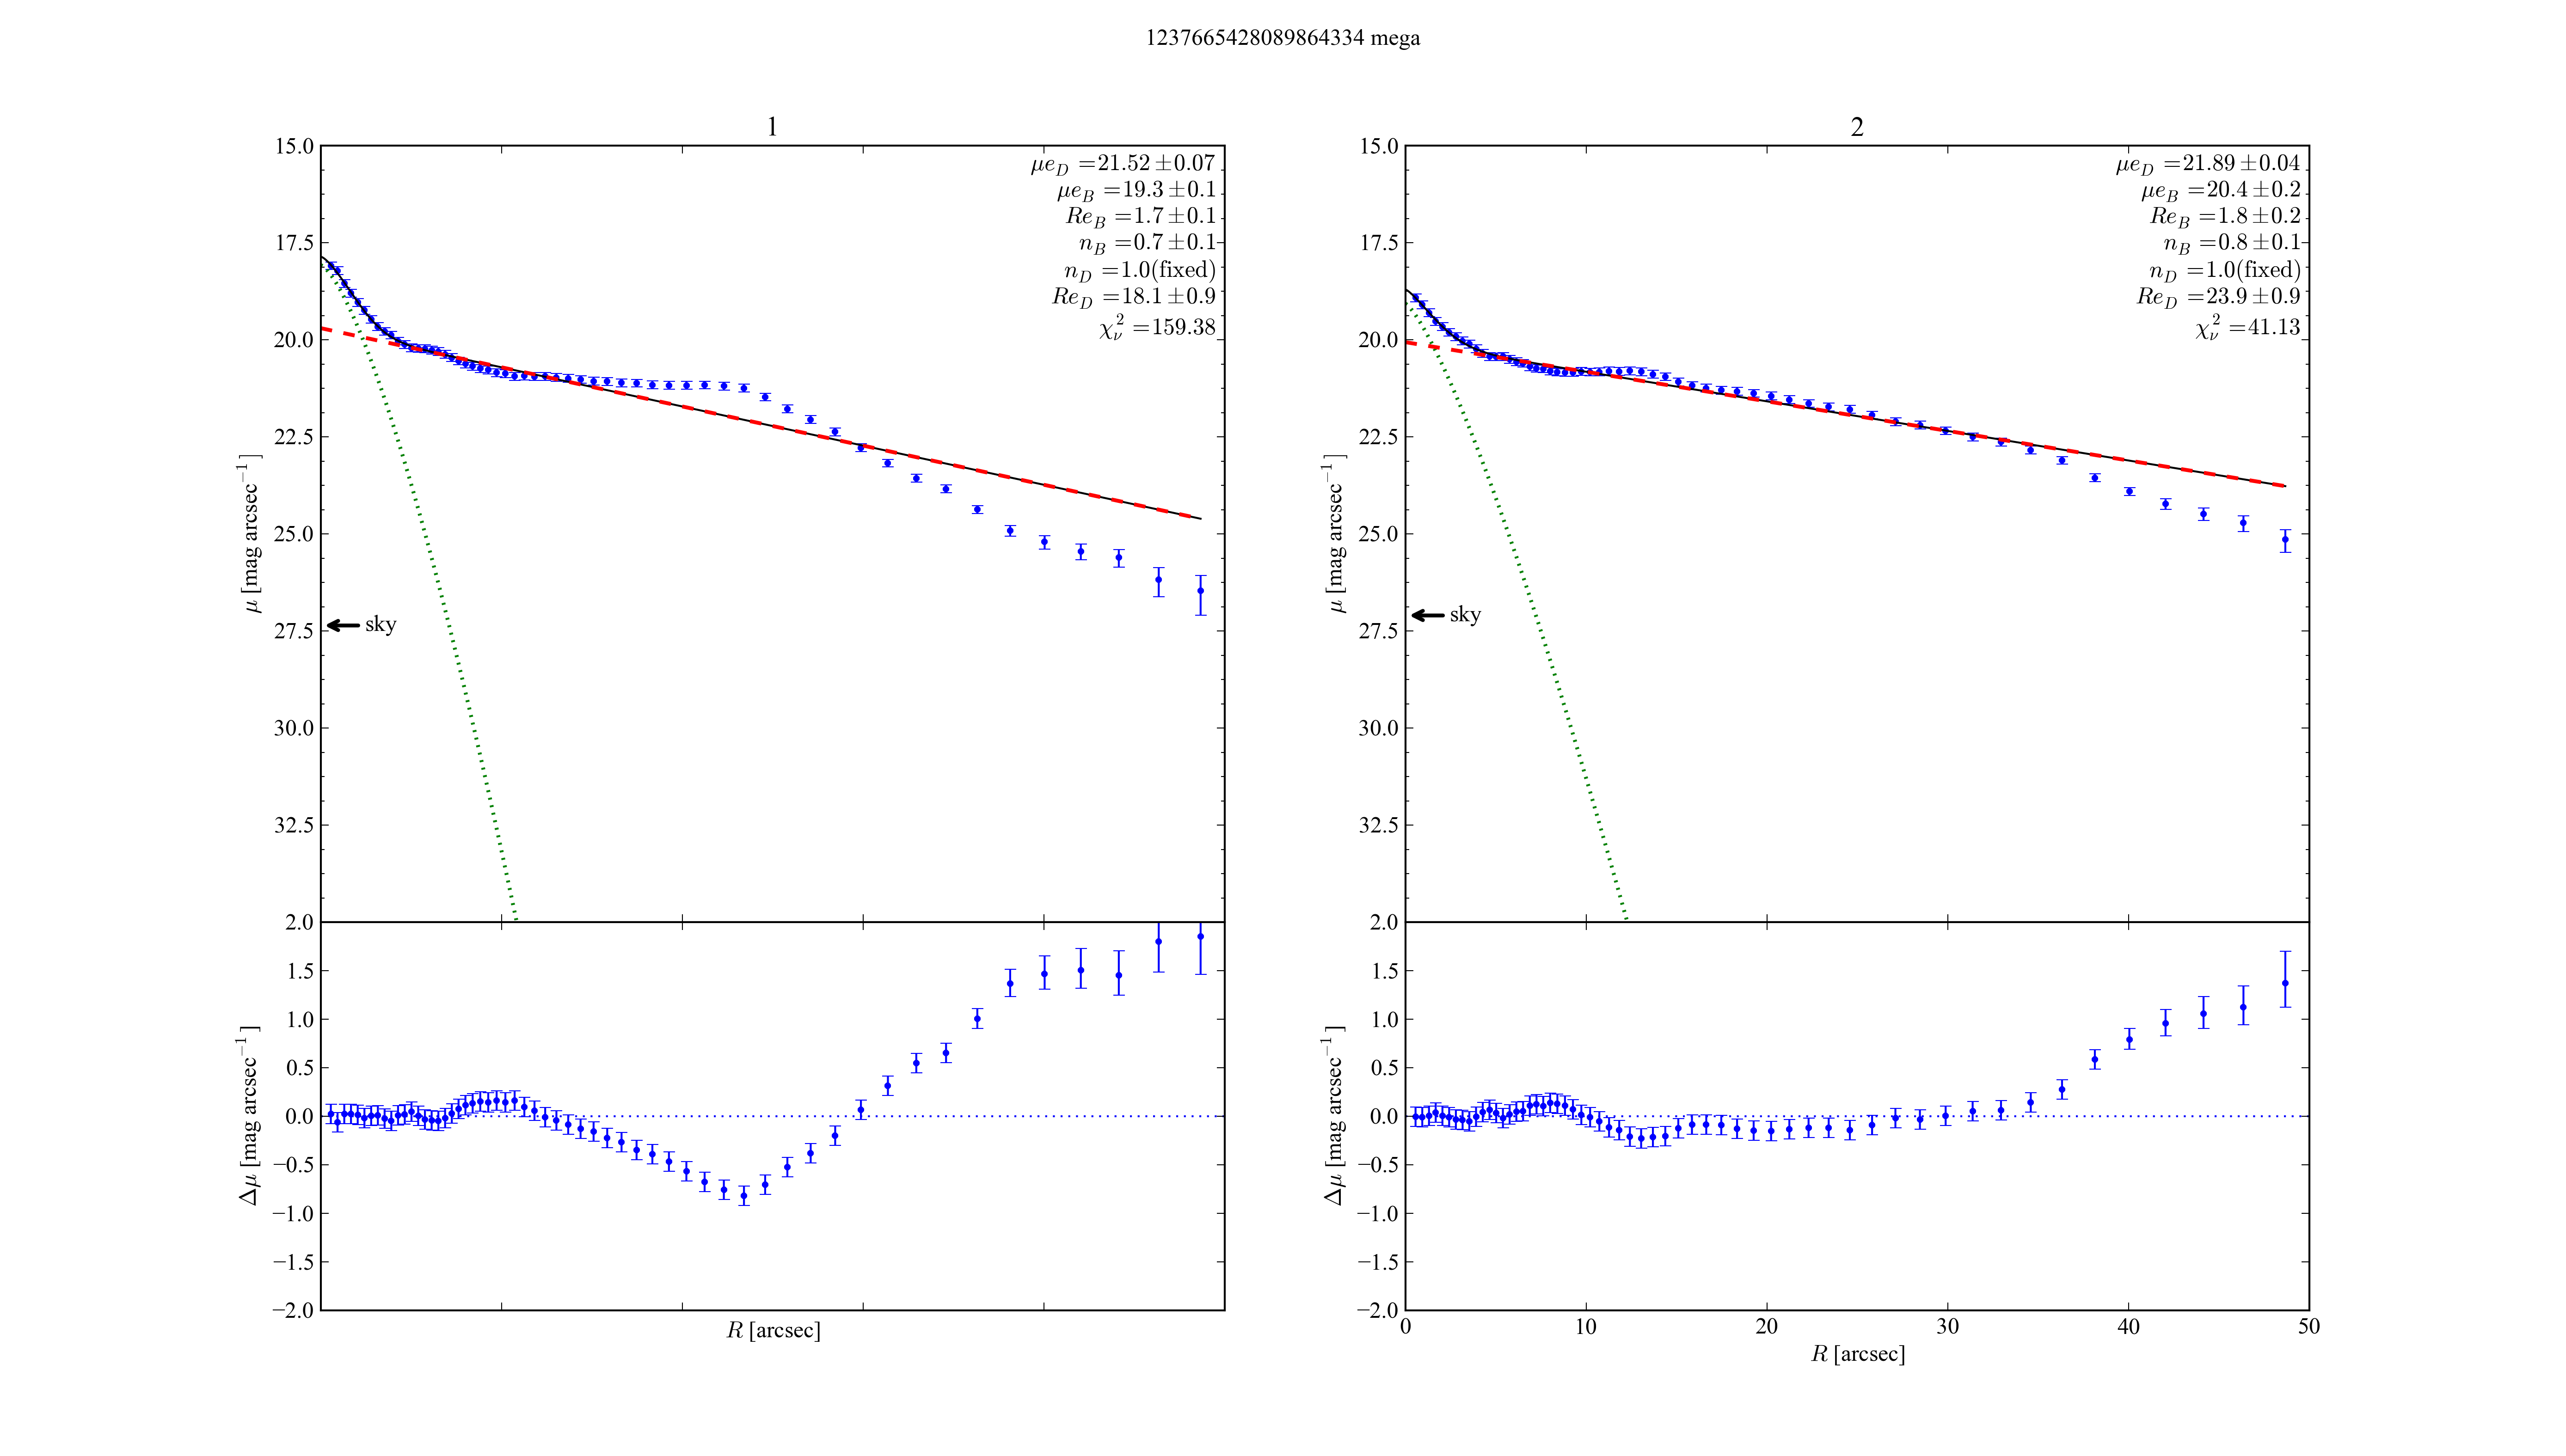 1237665428089864334 mega
1
μe_D =21.52±0.07
μe_B =19.3±0.1
Re_B =1.7±0.1
n_B =0.7±0.1
n_D =1.0(fixed)
Re_D =18.1±0.9
χ²_ν =159.38
15.0
17.5
20.0
22.5
25.0
27.5
30.0
32.5
2.0
μ [mag arcsec⁻¹]
sky
2.0
1.5
1.0
0.5
0.0
−0.5
−1.0
−1.5
−2.0
Δμ [mag arcsec⁻¹]
R [arcsec]
2
μe_D =21.89±0.04
μe_B =20.4±0.2
Re_B =1.8±0.2
n_B =0.8±0.1
n_D =1.0(fixed)
Re_D =23.9±0.9
χ²_ν =41.13
15.0
17.5
20.0
22.5
25.0
27.5
30.0
32.5
2.0
μ [mag arcsec⁻¹]
sky
2.0
1.5
1.0
0.5
0.0
−0.5
−1.0
−1.5
−2.0
Δμ [mag arcsec⁻¹]
0 10 20 30 40 50
R [arcsec]